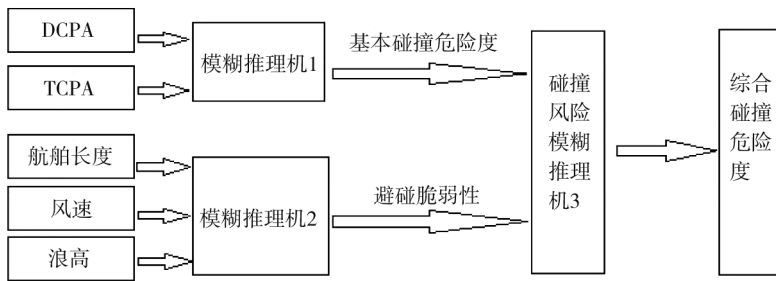 DCPA
TCPA
模糊推理机1
基本碰撞危险度
航舶长度
风速
浪高
模糊推理机2
避碰脆弱性
碰撞
风险
模糊
推理
机3
综合
碰撞
危险
度